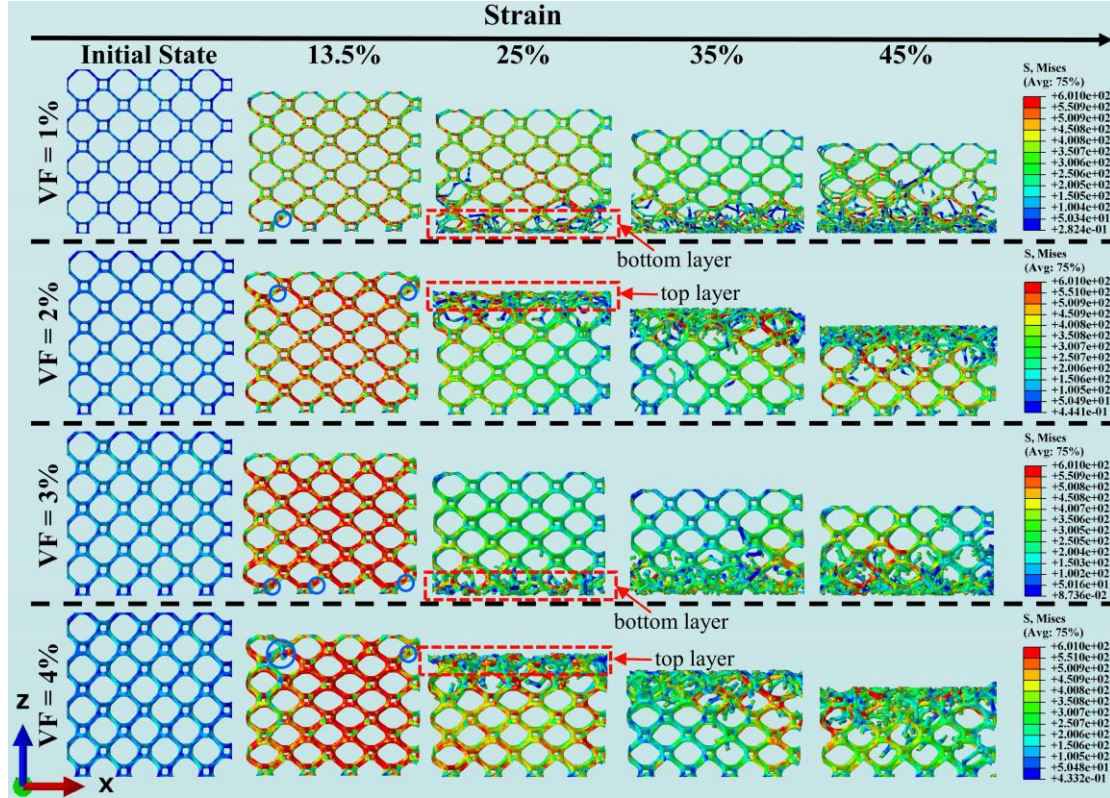 Strain
Initial State 13.5% 25% 35% 45%
VF = 1%
S, Mises
(Avg: 75%)
+6.010e+02
+5.509e+02
+5.009e+02
+4.508e+02
+4.008e+02
+3.507e+02
+3.006e+02
+2.506e+02
+2.005e+02
+1.505e+02
+1.004e+02
+5.034e+01
+2.824e-01
bottom layer
VF = 2%
top layer
S, Mises
(Avg: 75%)
+6.010e+02
+5.510e+02
+5.009e+02
+4.509e+02
+4.008e+02
+3.508e+02
+3.007e+02
+2.507e+02
+2.006e+02
+1.506e+02
+1.005e+02
+5.049e+01
+4.441e-01
VF = 3%
S, Mises
(Avg: 75%)
+6.010e+02
+5.509e+02
+5.008e+02
+4.508e+02
+4.007e+02
+3.506e+02
+3.005e+02
+2.505e+02
+2.004e+02
+1.503e+02
+1.002e+02
+5.016e+01
+8.736e-02
bottom layer
VF = 4%
top layer
S, Mises
(Avg: 75%)
+6.010e+02
+5.510e+02
+5.009e+02
+4.509e+02
+4.008e+02
+3.508e+02
+3.007e+02
+2.507e+02
+2.006e+02
+1.506e+02
+1.005e+02
+5.048e+01
+4.332e-01
Z
X